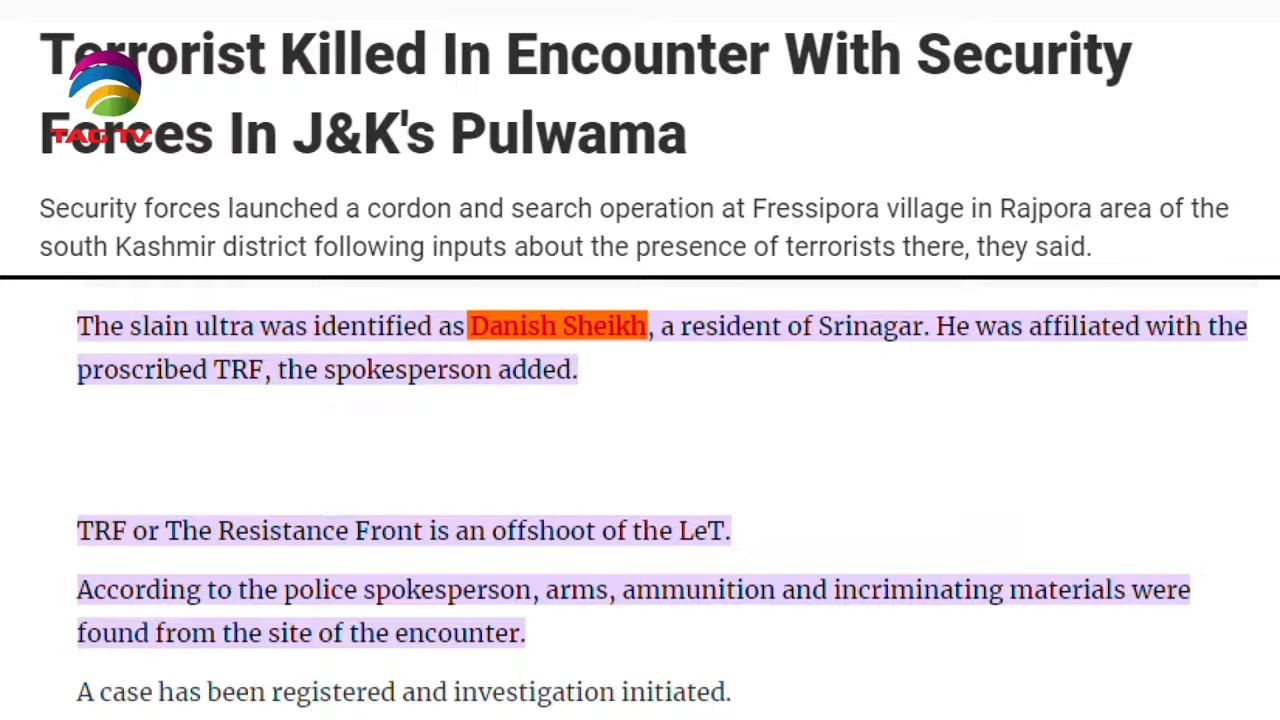 Terrorist Killed In Encounter With Security
Forces In J&K's Pulwama
TAG TV
Security forces launched a cordon and search operation at Fressipora village in Rajpora area of the
south Kashmir district following inputs about the presence of terrorists there, they said.
The slain ultra was identified as Danish Sheikh, a resident of Srinagar. He was affiliated with the
proscribed TRF, the spokesperson added.
TRF or The Resistance Front is an offshoot of the LeT.
According to the police spokesperson, arms, ammunition and incriminating materials were
found from the site of the encounter.
A case has been registered and investigation initiated.